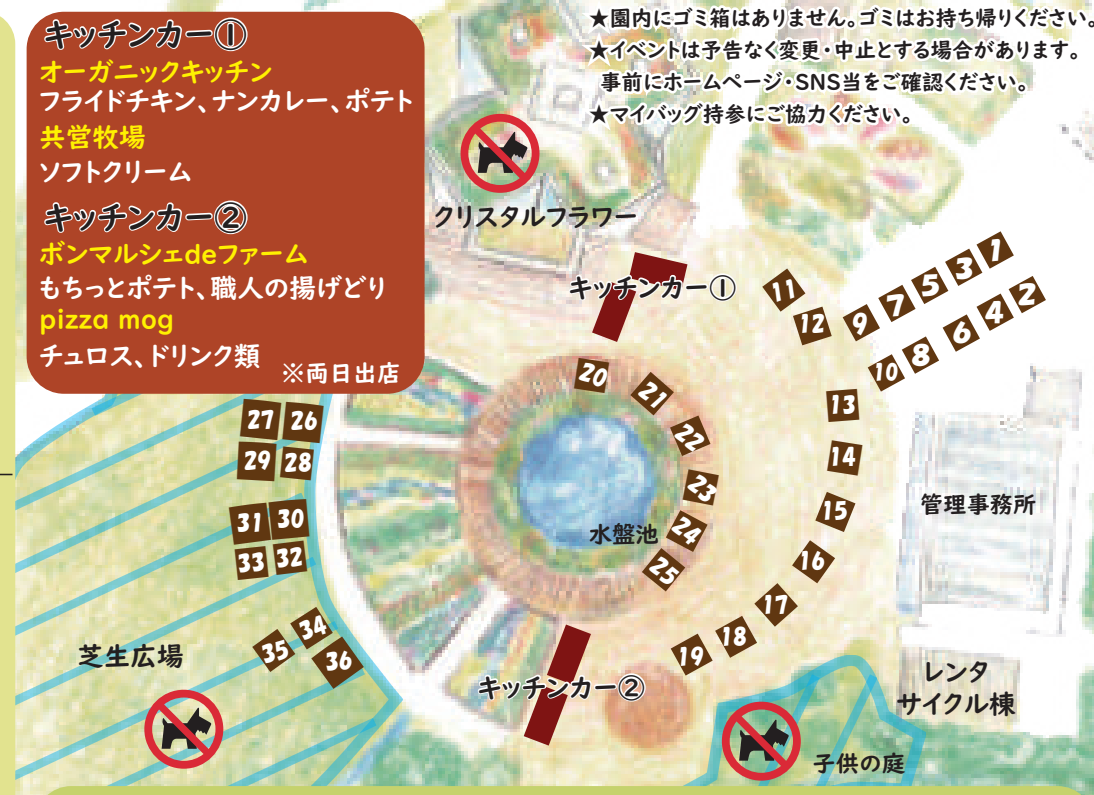 キッチンカー①
オーガニックキッチン
フライドチキン、ナンカレー、ポテト
共営牧場
ソフトクリーム
キッチンカー②
ボンマルシェdeファーム
もちっとポテト、職人の揚げどり
pizza mog
チュロス、ドリンク類
※両日出店
★園内にゴミ箱はありません。ゴミはお持ち帰りください。
★イベントは予告なく変更・中止とする場合があります。
事前にホームページ・SNS当をご確認ください。
★マイバッグ持参にご協力ください。
クリスタルフラワー
キッチンカー①
11
12
9 7 5 3 1
10 8 6 4 2
13
14
15
16
17
18
19
20
21
22
23
24
25
水盤池
管理事務所
27 26
29 28
31 30
33 32
35 34
36
芝生広場
キッチンカー②
レンタ
サイクル棟
子供の庭